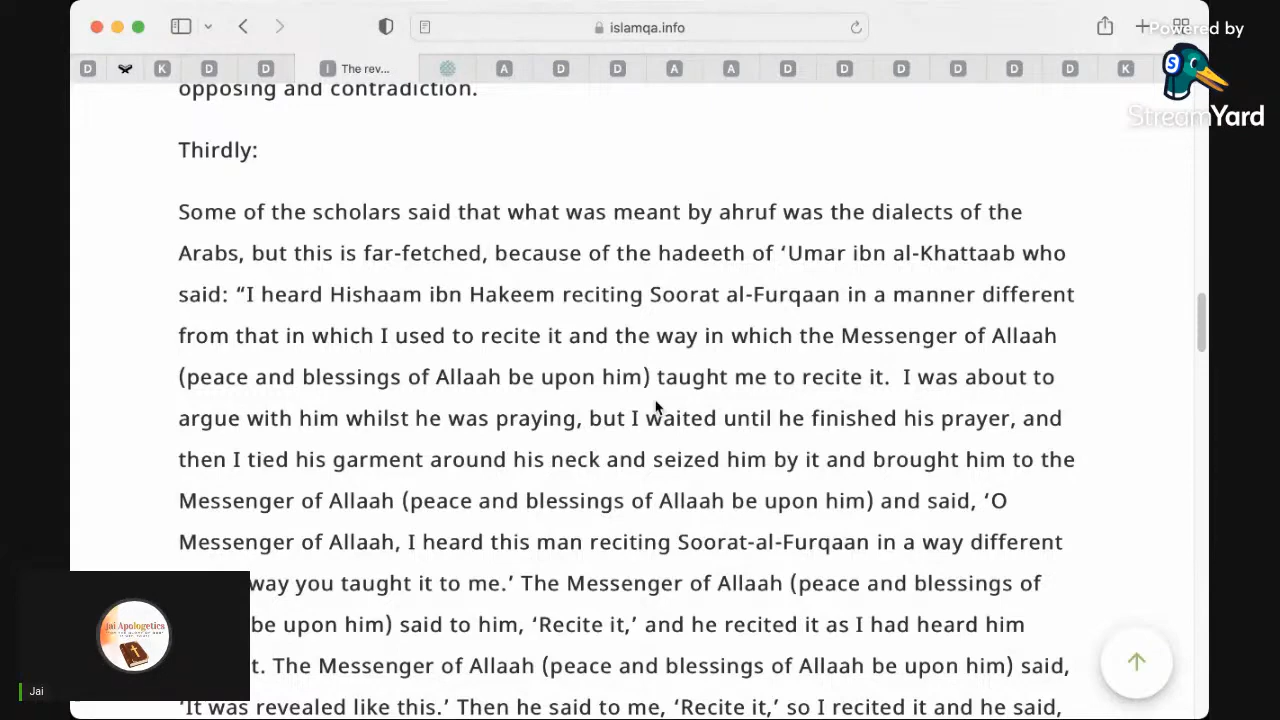 islamqa.info
Powered by
D
K
D
D
The rev...
A
D
D
A
A
D
D
D
D
D
D
K
StreamYard
opposing and contradiction.
Thirdly:
Some of the scholars said that what was meant by ahruf was the dialects of the
Arabs, but this is far-fetched, because of the hadeeth of ‘Umar ibn al-Khattaab who
said: “I heard Hishaam ibn Hakeem reciting Soorat al-Furqaan in a manner different
from that in which I used to recite it and the way in which the Messenger of Allaah
(peace and blessings of Allaah be upon him) taught me to recite it.  I was about to
argue with him whilst he was praying, but I waited until he finished his prayer, and
then I tied his garment around his neck and seized him by it and brought him to the
Messenger of Allaah (peace and blessings of Allaah be upon him) and said, ‘O
Messenger of Allaah, I heard this man reciting Soorat-al-Furqaan in a way different
way you taught it to me.’ The Messenger of Allaah (peace and blessings of
be upon him) said to him, ‘Recite it,’ and he recited it as I had heard him
t. The Messenger of Allaah (peace and blessings of Allaah be upon him) said,
‘It was revealed like this.’ Then he said to me, ‘Recite it,’ so I recited it and he said,
Jai Apologetics
Jai